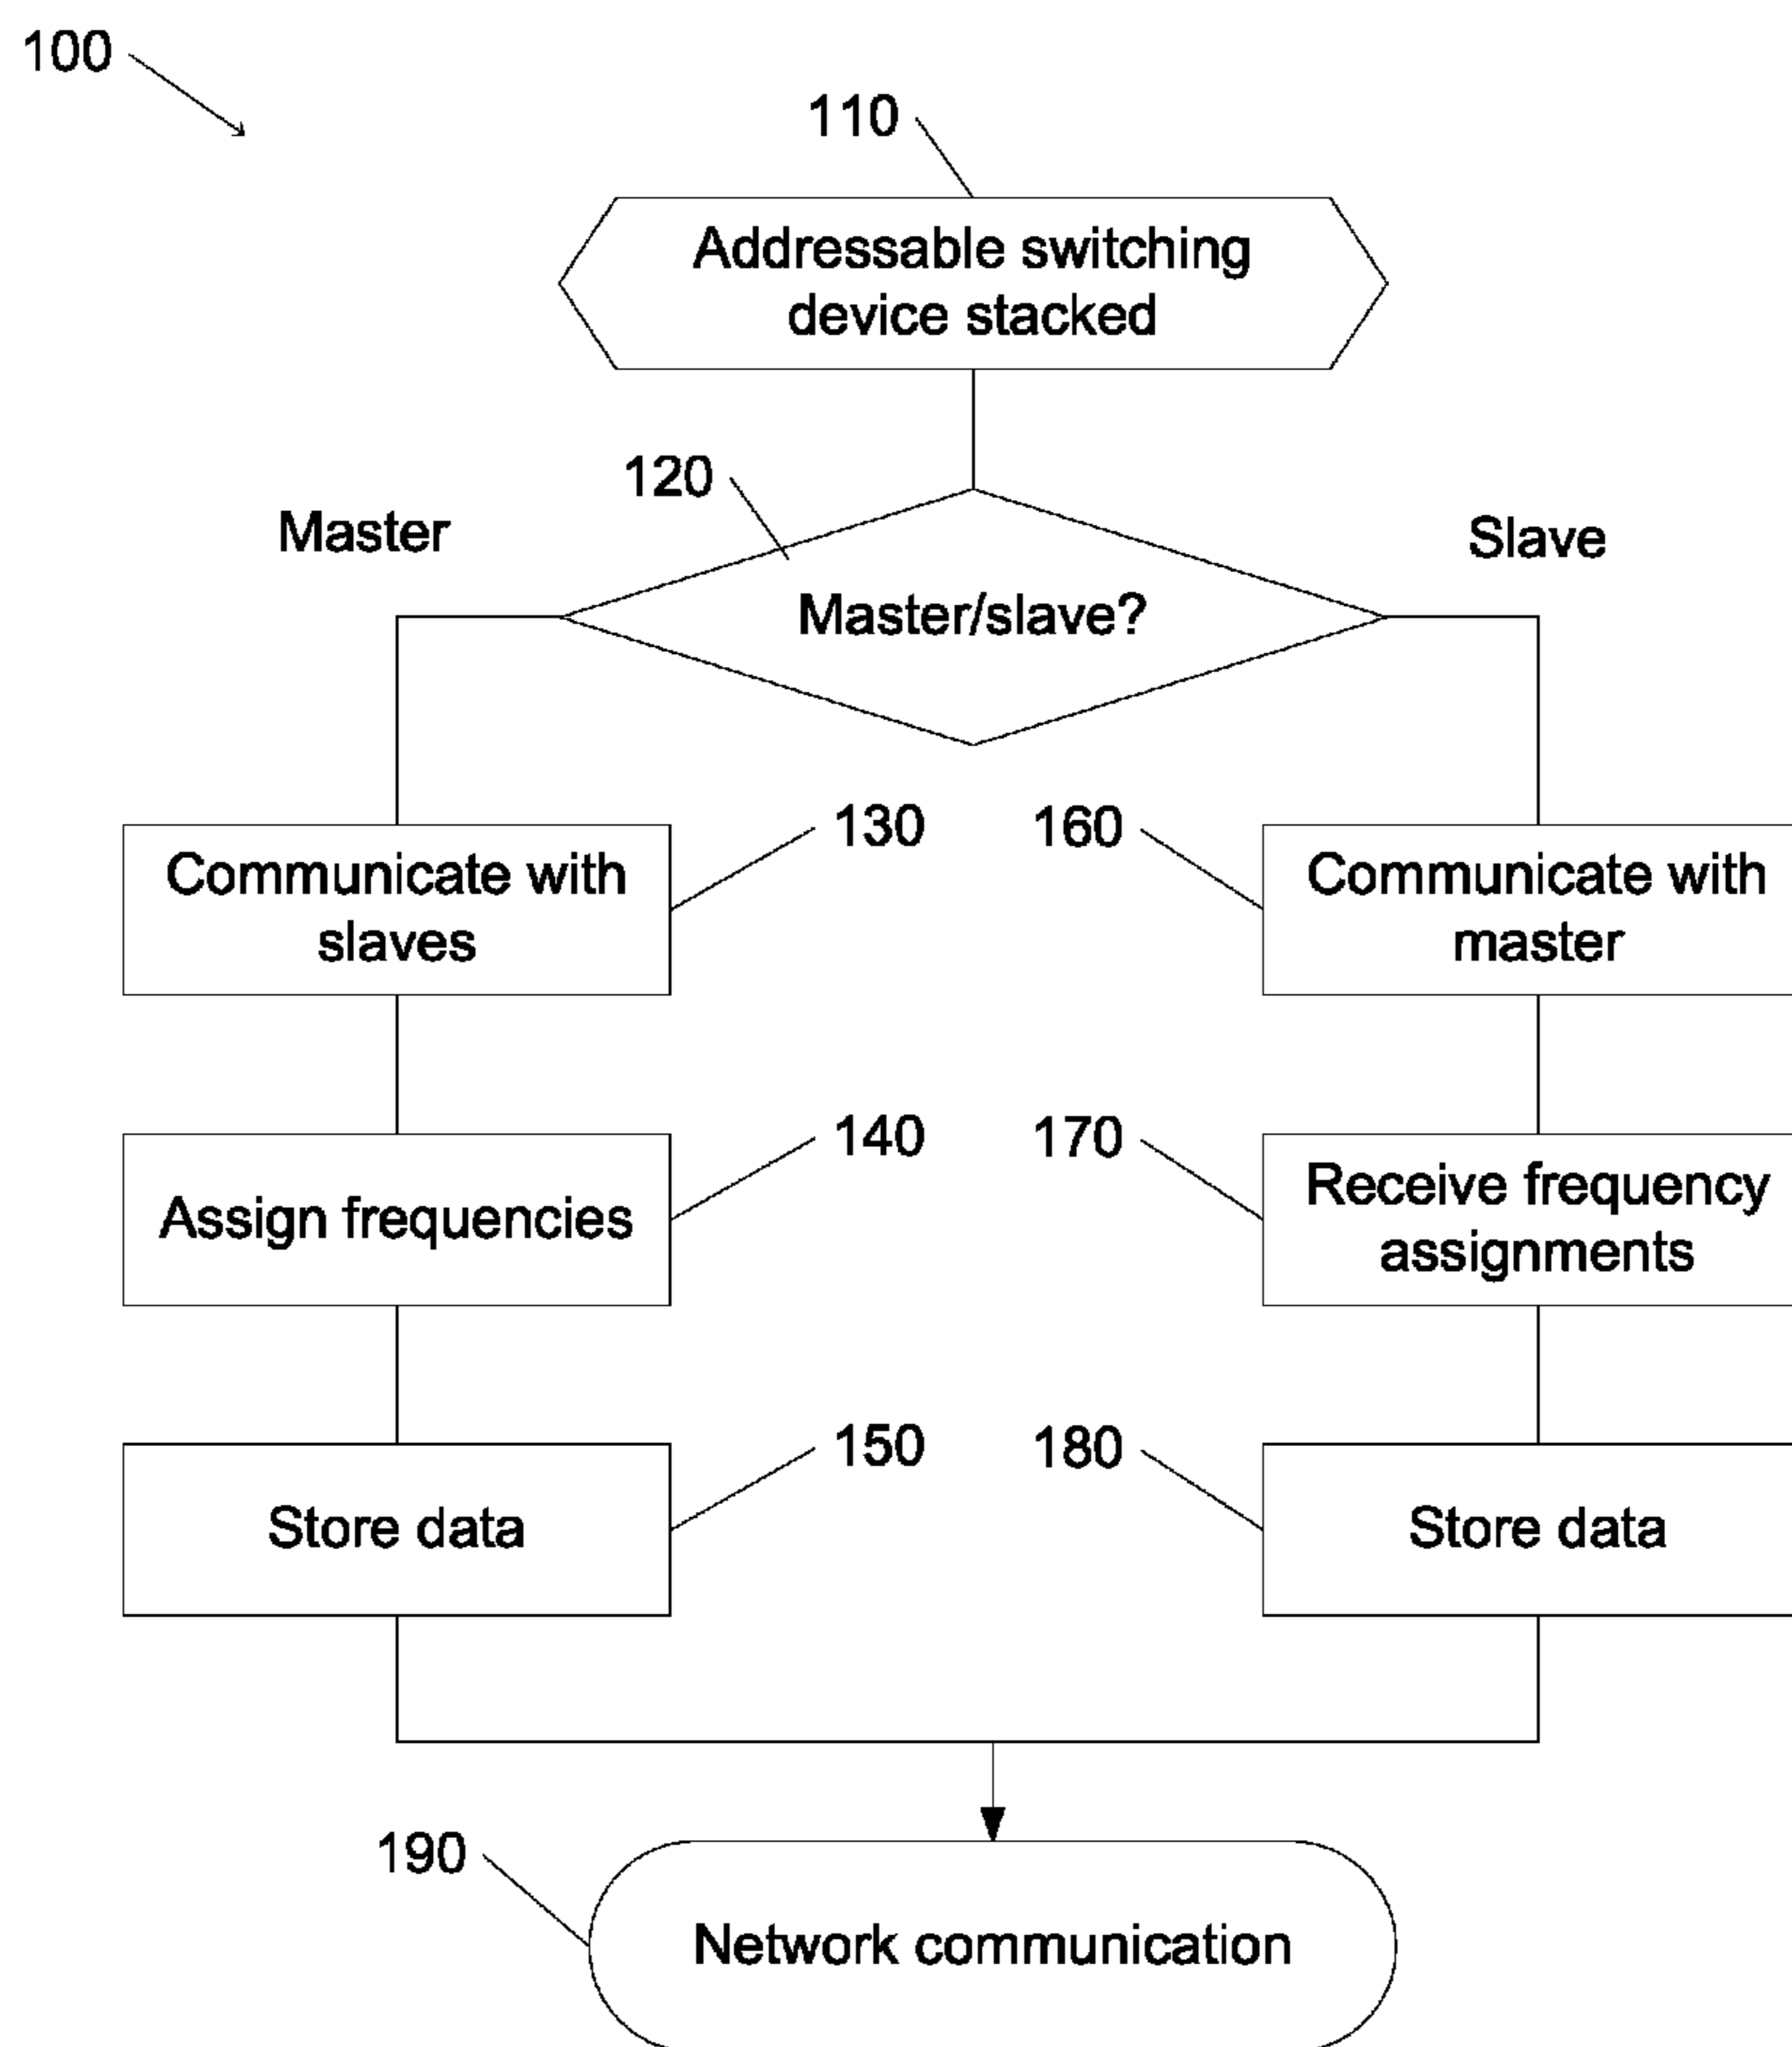 100
110
Addressable switching
device stacked
120
Master
Slave
Master/slave?
130
160
Communicate with
slaves
Communicate with
master
140
170
Assign frequencies
Receive frequency
assignments
150
180
Store data
Store data
190
Network communication